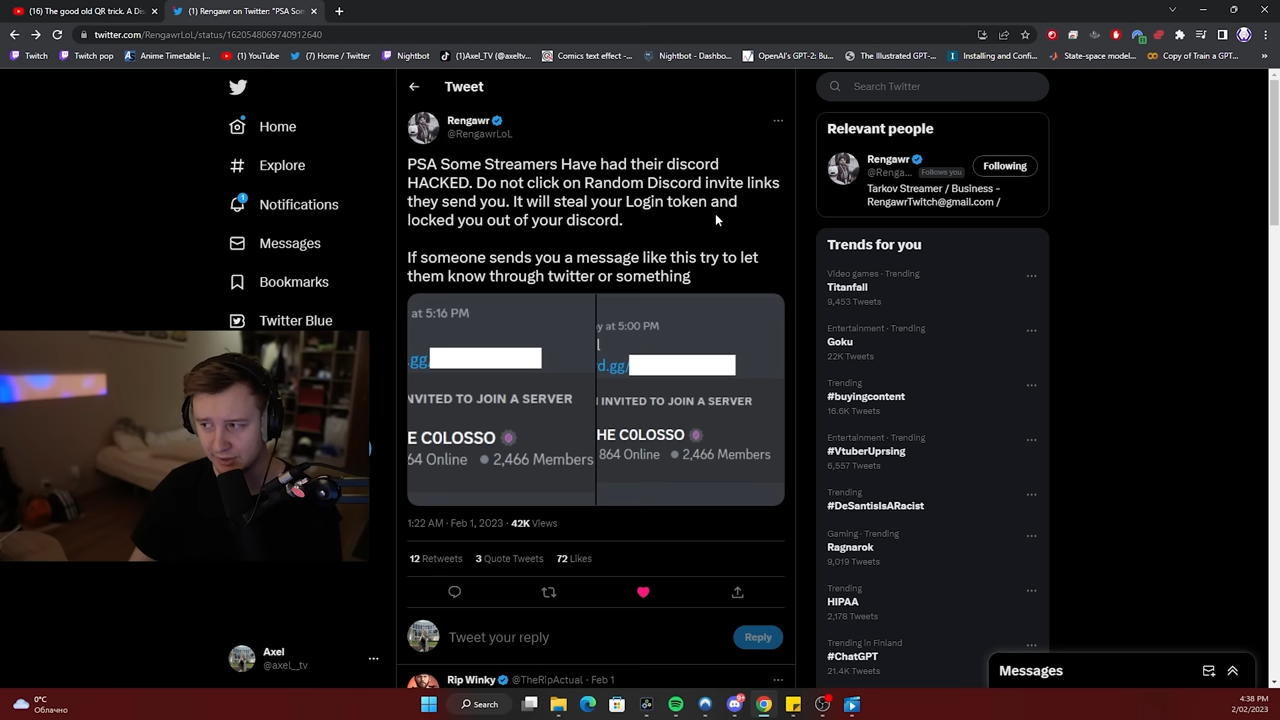 (16) The good old QR trick. A Dis
(1) Rengawr on Twitter: "PSA Som
twitter.com/RengawrLoL/status/1620548069740912640
Twitch
Twitch pop
Anime Timetable |...
(1) YouTube
(7) Home / Twitter
Nightbot
Axel_TV (@axeltv...
Comics text effect -...
Nightbot - Dashbo...
OpenAI's GPT-2: Bu...
The Illustrated GPT-...
Installing and Confi...
State-space model...
Copy of Train a GPT...
Home
Explore
1
Notifications
Messages
Bookmarks
Twitter Blue
Axel
@axel__tv
Tweet
Rengawr
@RengawrLoL
PSA Some Streamers Have had their discord
HACKED. Do not click on Random Discord invite links
they send you. It will steal your Login token and
locked you out of your discord.
If someone sends you a message like this try to let
them know through twitter or something
at 5:16 PM
.gg
NVITED TO JOIN A SERVER
E C0LOSSO
64 Online 2,466 Members
y at 5:00 PM
l
d.gg/
I INVITED TO JOIN A SERVER
HE C0LOSSO
864 Online 2,466 Members
1:22 AM · Feb 1, 2023 · 42K Views
12 Retweets 3 Quote Tweets 72 Likes
Tweet your reply
Reply
Rip Winky @TheRipActual · Feb 1
Search Twitter
Relevant people
Rengawr
@Renga... Follows you
Following
Tarkov Streamer / Business -
RengawrTwitch@gmail.com /
Trends for you
Video games · Trending
Titanfall
9,453 Tweets
Entertainment · Trending
Goku
22K Tweets
Trending
#buyingcontent
16.6K Tweets
Entertainment · Trending
#VtuberUprsing
6,557 Tweets
Trending
#DeSantisIsARacist
Gaming · Trending
Ragnarok
9,019 Tweets
Trending
HIPAA
2,178 Tweets
Trending in Finland
#ChatGPT
21.4K Tweets
Messages
0°C
Облачно
Search
4:38 PM
2/02/2023